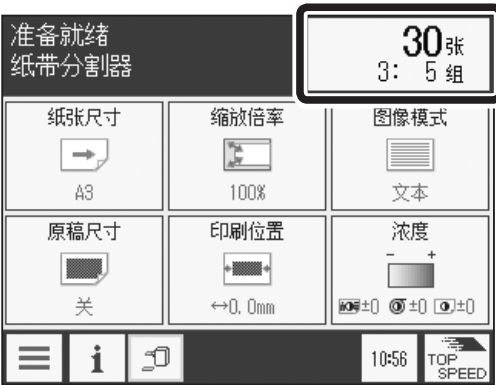 准备就绪
纸带分割器
30张
3: 5组
纸张尺寸
A3
缩放倍率
100%
图像模式
文本
原稿尺寸
关
印刷位置
↔0.0mm
浓度
- +
±0 ±0 ±0
i
10:56
TOP
SPEED